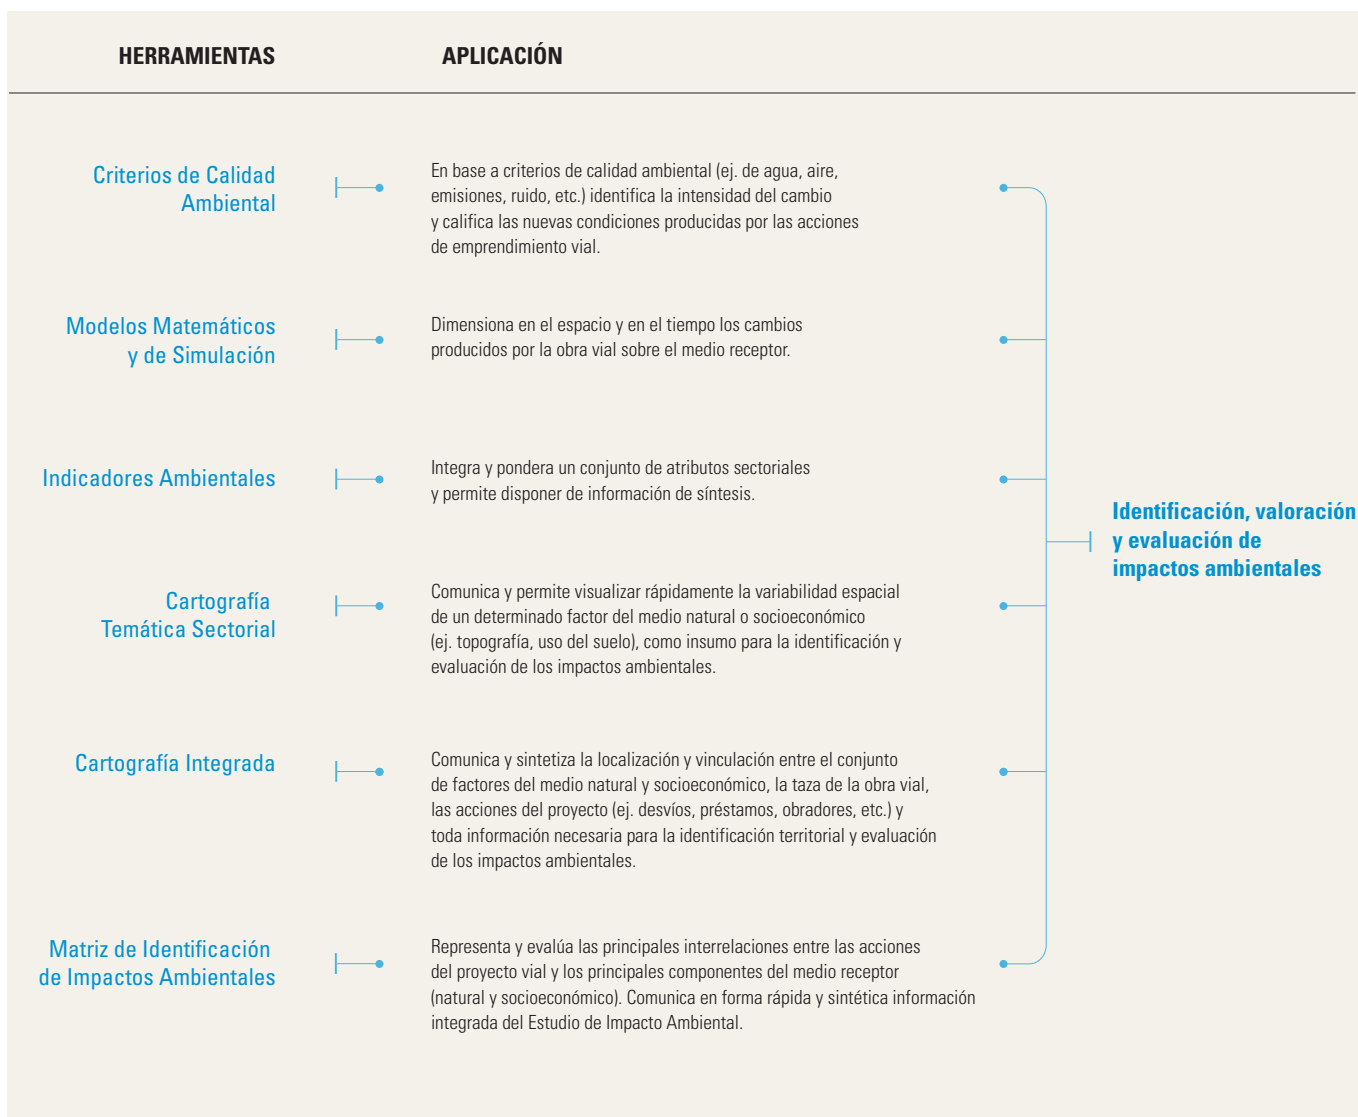 HERRAMIENTAS
APLICACIÓN
Criterios de Calidad
Ambiental
En base a criterios de calidad ambiental (ej. de agua, aire,
emisiones, ruido, etc.) identifica la intensidad del cambio
y califica las nuevas condiciones producidas por las acciones
de emprendimiento vial.
Modelos Matemáticos
y de Simulación
Dimensiona en el espacio y en el tiempo los cambios
producidos por la obra vial sobre el medio receptor.
Indicadores Ambientales
Integra y pondera un conjunto de atributos sectoriales
y permite disponer de información de síntesis.
Cartografía
Temática Sectorial
Comunica y permite visualizar rápidamente la variabilidad espacial
de un determinado factor del medio natural o socioeconómico
(ej. topografía, uso del suelo), como insumo para la identificación y
evaluación de los impactos ambientales.
Cartografía Integrada
Comunica y sintetiza la localización y vinculación entre el conjunto
de factores del medio natural y socioeconómico, la taza de la obra vial,
las acciones del proyecto (ej. desvíos, préstamos, obradores, etc.) y
toda información necesaria para la identificación territorial y evaluación
de los impactos ambientales.
Matriz de Identificación
de Impactos Ambientales
Representa y evalúa las principales interrelaciones entre las acciones
del proyecto vial y los principales componentes del medio receptor
(natural y socioeconómico). Comunica en forma rápida y sintética información
integrada del Estudio de Impacto Ambiental.
Identificación, valoración
y evaluación de
impactos ambientales